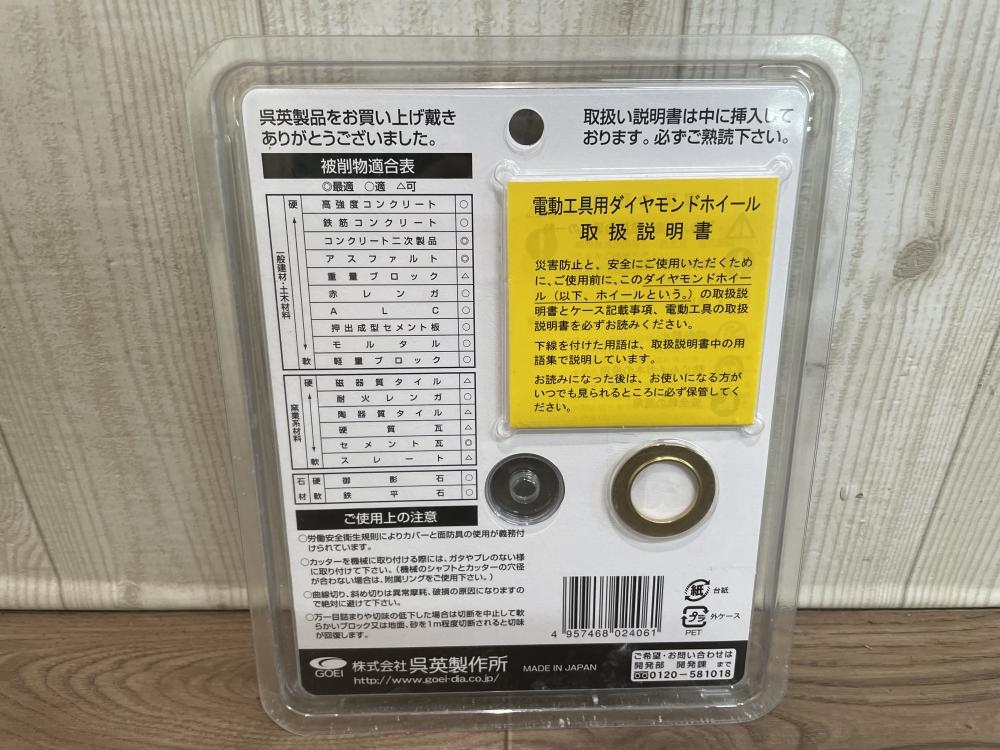 呉英製品をお買い上げ戴き
ありがとうございました。
取扱い説明書は中に挿入して
おります。必ずご熟読下さい。
被削物適合表
◎最適 ○適 △可
一般建材・土木材料
硬
軟
高強度コンクリート ○
鉄筋コンクリート ○
コンクリート二次製品 ◎
アスファルト ◎
重量ブロック △
赤レンガ ○
ALC ○
押出成型セメント板 ○
モルタル ○
軽量ブロック ○
窯業系材料
硬
軟
磁器質タイル △
耐火レンガ ○
陶器質タイル △
硬質瓦 △
セメント瓦 ◎
スレート △
石材
硬 御影石 ○
軟 鉄平石 ○
ご使用上の注意
○労働安全衛生規則によりカバーと面防具の使用が義務付
けられています。
○カッターを機械に取り付ける際には、ガタやブレのない様
に取り付けて下さい。(機械のシャフトとカッターの穴径
が合わない場合は、附属リングをご使用下さい。)
○曲線切り、斜め切りは異常摩耗、破損の原因になりますの
で絶対に避けて下さい。
○万一目詰まりや切味の低下した場合は切断を中止して軟
らかいブロック又は地面、砂を1m程度切断されると切味
が回復します。
電動工具用ダイヤモンドホイール
取扱説明書
災害防止と、安全にご使用いただくため
に、ご使用前に、このダイヤモンドホイー
ル(以下、ホイールという。)の取扱説
明書とケース記載事項、電動工具の取扱
説明書を必ずお読みください。
下線を付けた用語は、取扱説明書中の用
語集で説明しています。
お読みになった後は、お使いになる方が
いつでも見られるところに必ず保管してく
ださい。
4 957468 024061
紙 台紙
プラ 外ケース
PET
GOEI
株式会社 呉英製作所
http://www.goei-dia.co.jp/
MADE IN JAPAN
ご希望・お問い合わせは
開発部 開発課 まで
0120-581018